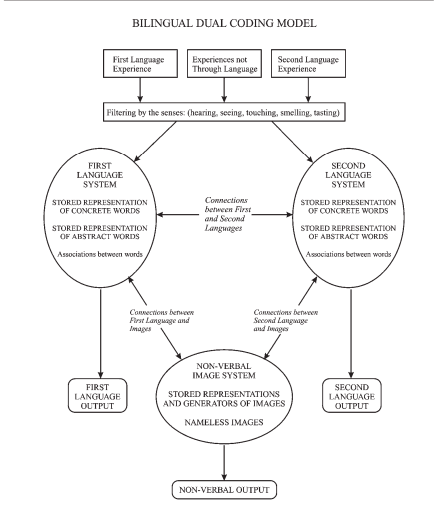 BILINGUAL DUAL CODING MODEL
First Language
Experience
Experiences not
Through Language
Second Language
Experience
Filtering by the senses: (hearing, seeing, touching, smelling, tasting)
FIRST
LANGUAGE
SYSTEM
STORED REPRESENTATION
OF CONCRETE WORDS
STORED REPRESENTATION
OF ABSTRACT WORDS
Associations between words
Connections
between First
and Second
Languages
SECOND
LANGUAGE
SYSTEM
STORED REPRESENTATION
OF CONCRETE WORDS
STORED REPRESENTATION
OF ABSTRACT WORDS
Associations between words
Connections between
First Language and
Images
Connections between
Second Language
and Images
FIRST
LANGUAGE
OUTPUT
NON-VERBAL
IMAGE SYSTEM
STORED REPRESENTATIONS
AND GENERATORS OF IMAGES
NAMELESS IMAGES
SECOND
LANGUAGE
OUTPUT
NON-VERBAL OUTPUT